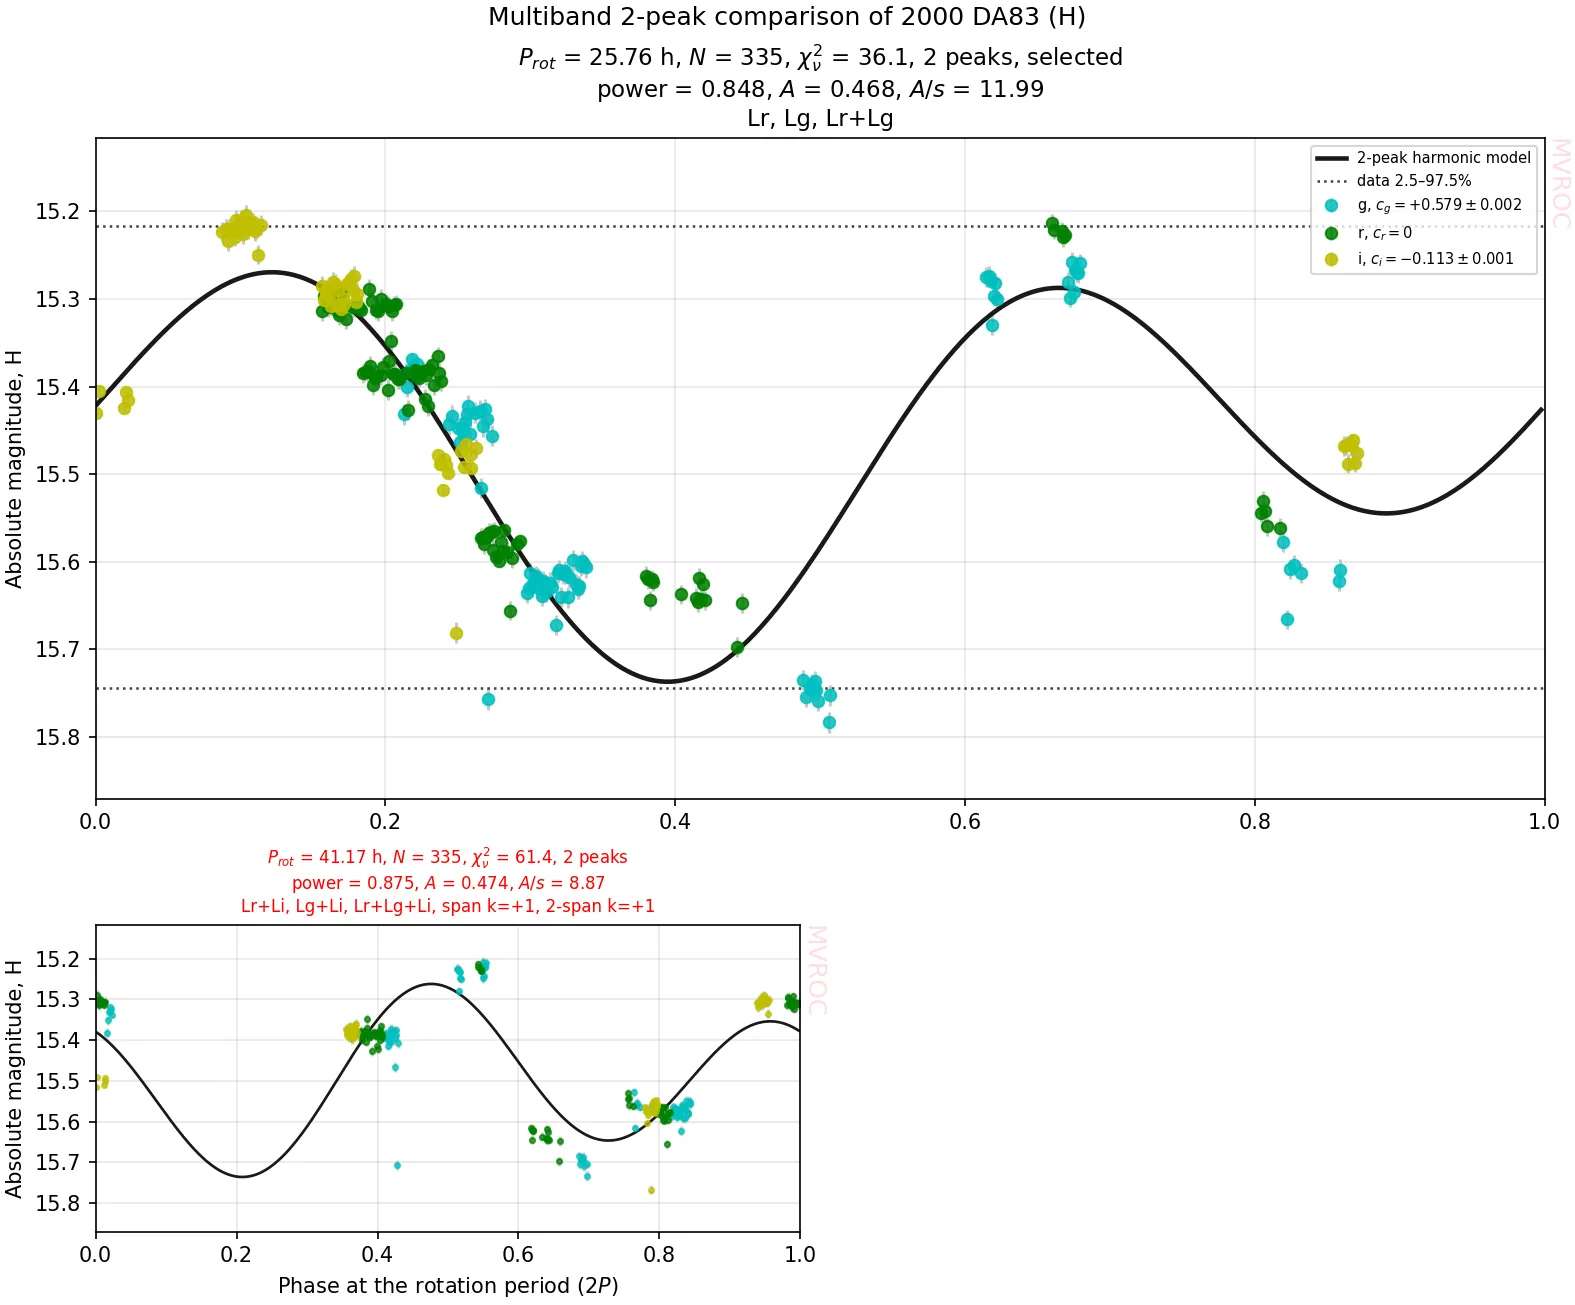 Multiband 2-peak comparison of 2000 DA83 (H)
P_rot = 25.76 h, N = 335, χ²_ν = 36.1, 2 peaks, selected
power = 0.848, A = 0.468, A/s = 11.99
Lr, Lg, Lr+Lg
MVROC
2-peak harmonic model
data 2.5–97.5%
g, c_g = +0.579 ± 0.002
r, c_r = 0
i, c_i = −0.113 ± 0.001
Absolute magnitude, H
15.2
15.3
15.4
15.5
15.6
15.7
15.8
0.0 0.2 0.4 0.6 0.8 1.0
P_rot = 41.17 h, N = 335, χ²_ν = 61.4, 2 peaks
power = 0.875, A = 0.474, A/s = 8.87
Lr+Li, Lg+Li, Lr+Lg+Li, span k=+1, 2-span k=+1
MVROC
Absolute magnitude, H
15.2
15.3
15.4
15.5
15.6
15.7
15.8
0.0 0.2 0.4 0.6 0.8 1.0
Phase at the rotation period (2P)